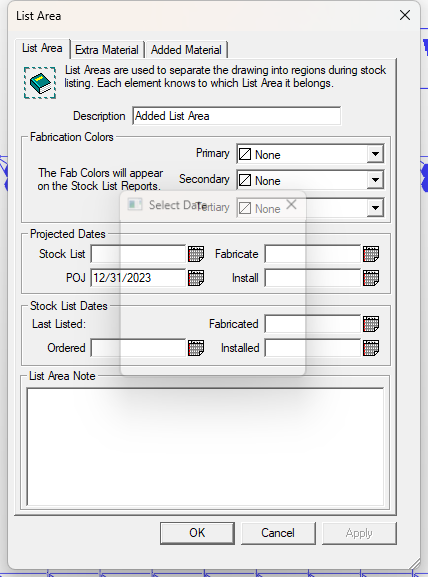 List Area
List Area
Extra Material
Added Material
List Areas are used to separate the drawing into regions during stock
listing. Each element knows to which List Area it belongs.
Description
Added List Area
Fabrication Colors
Primary
None
The Fab Colors will appear
on the Stock List Reports.
Secondary
None
Select Date
Tertiary
None
Projected Dates
Stock List
Fabricate
POJ
12/31/2023
Install
Stock List Dates
Last Listed:
Fabricated
Ordered
Installed
List Area Note
OK
Cancel
Apply